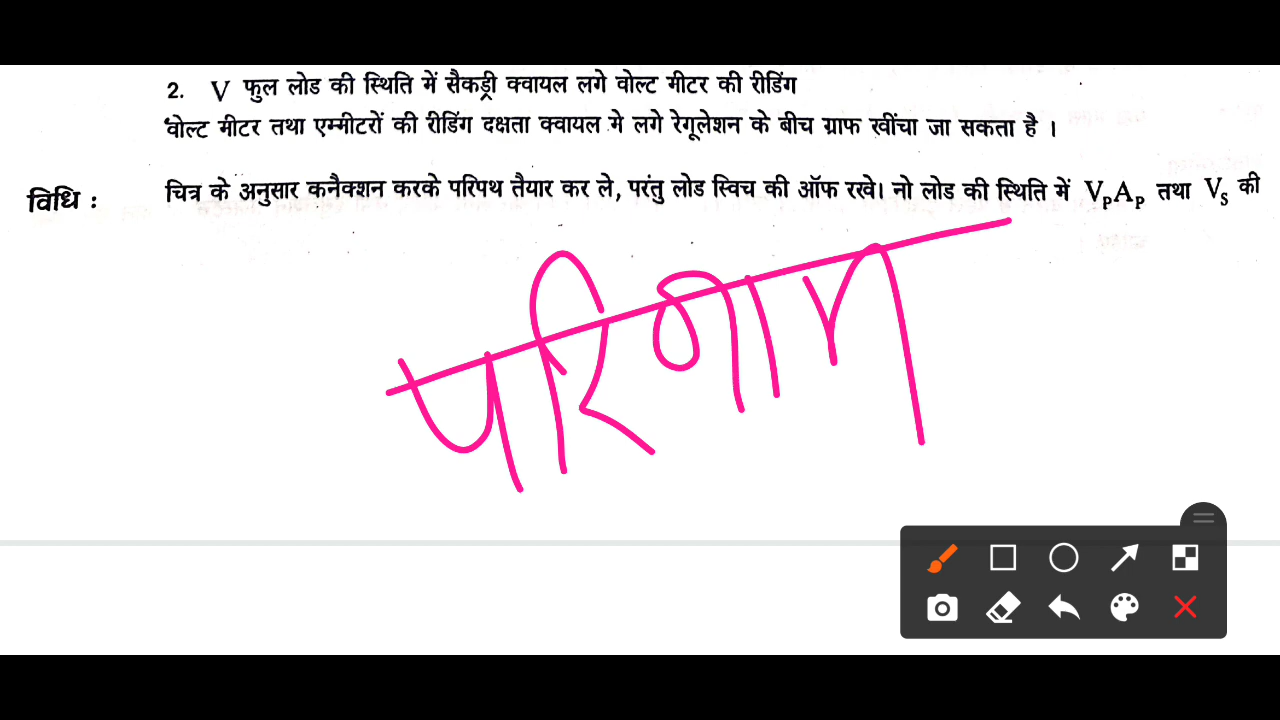 2. V फुल लोड की स्थिति में सैकड्री क्वायल लगे वोल्ट मीटर की रीडिंग
वोल्ट मीटर तथा एम्मीटरों की रीडिंग दक्षता क्वायल मे लगे रेगूलेशन के बीच ग्राफ खींचा जा सकता है ।
विधि : चित्र के अनुसार कनैक्शन करके परिपथ तैयार कर ले, परंतु लोड स्विच की ऑफ रखे। नो लोड की स्थिति में VₚAₚ तथा Vₛ की
परिणाम